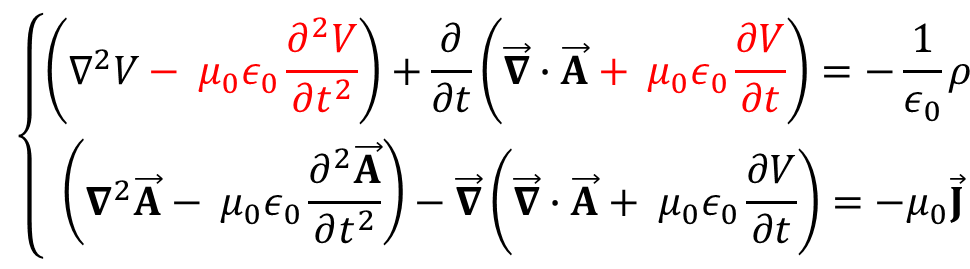 (∇²V − μ₀ϵ₀ ∂²V/∂t²) + ∂/∂t (∇⃗ · A⃗ + μ₀ϵ₀ ∂V/∂t) = − 1/ϵ₀ ρ
(∇²A⃗ − μ₀ϵ₀ ∂²A⃗/∂t²) − ∇⃗ (∇⃗ · A⃗ + μ₀ϵ₀ ∂V/∂t) = −μ₀J⃗